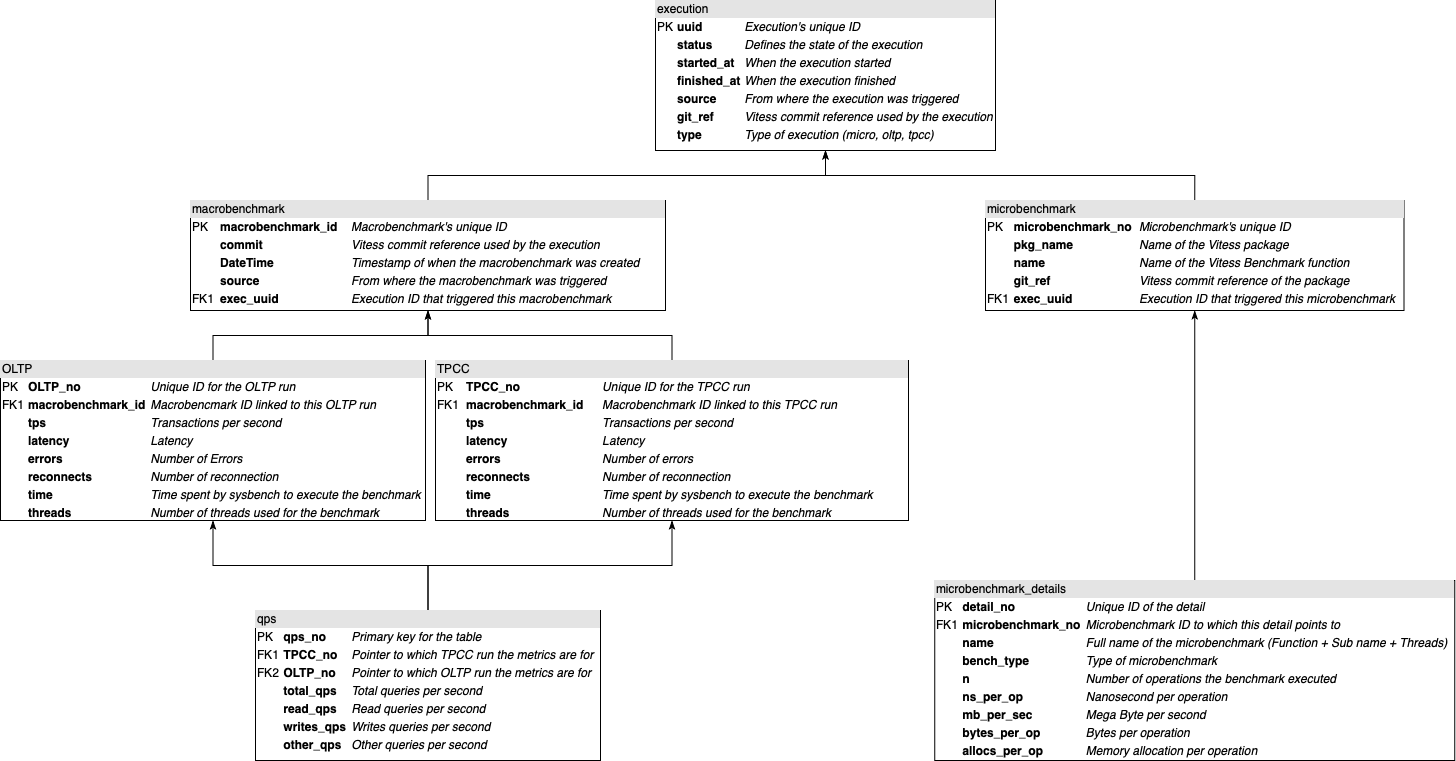 execution
PK uuid Execution's unique ID
status Defines the state of the execution
started_at When the execution started
finished_at When the execution finished
source From where the execution was triggered
git_ref Vitess commit reference used by the execution
type Type of execution (micro, oltp, tpcc)
macrobenchmark
PK macrobenchmark_id Macrobenchmark's unique ID
commit Vitess commit reference used by the execution
DateTime Timestamp of when the macrobenchmark was created
source From where the macrobenchmark was triggered
FK1 exec_uuid Execution ID that triggered this macrobenchmark
microbenchmark
PK microbenchmark_no Microbenchmark's unique ID
pkg_name Name of the Vitess package
name Name of the Vitess Benchmark function
git_ref Vitess commit reference of the package
FK1 exec_uuid Execution ID that triggered this microbenchmark
OLTP
PK OLTP_no Unique ID for the OLTP run
FK1 macrobenchmark_id Macrobencmark ID linked to this OLTP run
tps Transactions per second
latency Latency
errors Number of Errors
reconnects Number of reconnection
time Time spent by sysbench to execute the benchmark
threads Number of threads used for the benchmark
TPCC
PK TPCC_no Unique ID for the TPCC run
FK1 macrobenchmark_id Macrobenchmark ID linked to this TPCC run
tps Transactions per second
latency Latency
errors Number of errors
reconnects Number of reconnection
time Time spent by sysbench to execute the benchmark
threads Number of threads used for the benchmark
qps
PK qps_no Primary key for the table
FK1 TPCC_no Pointer to which TPCC run the metrics are for
FK2 OLTP_no Pointer to which OLTP run the metrics are for
total_qps Total queries per second
read_qps Read queries per second
writes_qps Writes queries per second
other_qps Other queries per second
microbenchmark_details
PK detail_no Unique ID of the detail
FK1 microbenchmark_no Microbenchmark ID to which this detail points to
name Full name of the microbenchmark (Function + Sub name + Threads)
bench_type Type of microbenchmark
n Number of operations the benchmark executed
ns_per_op Nanosecond per operation
mb_per_sec Mega Byte per second
bytes_per_op Bytes per operation
allocs_per_op Memory allocation per operation